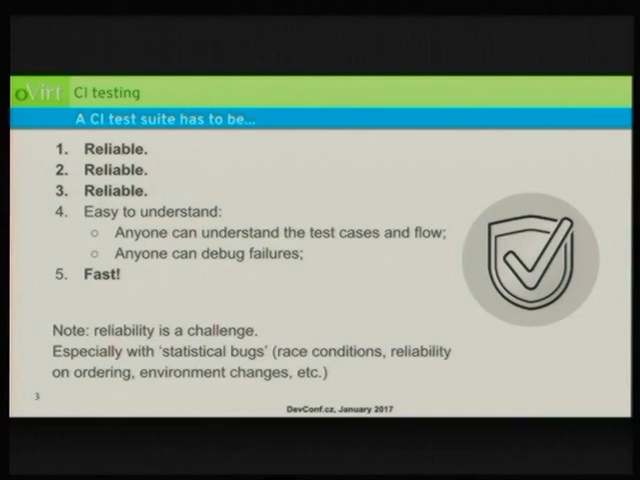 oVirt CI testing
A CI test suite has to be...
1. Reliable.
2. Reliable.
3. Reliable.
4. Easy to understand:
○ Anyone can understand the test cases and flow;
○ Anyone can debug failures;
5. Fast!
Note: reliability is a challenge.
Especially with 'statistical bugs' (race conditions, reliability
on ordering, environment changes, etc.)
3
DevConf.cz, January 2017